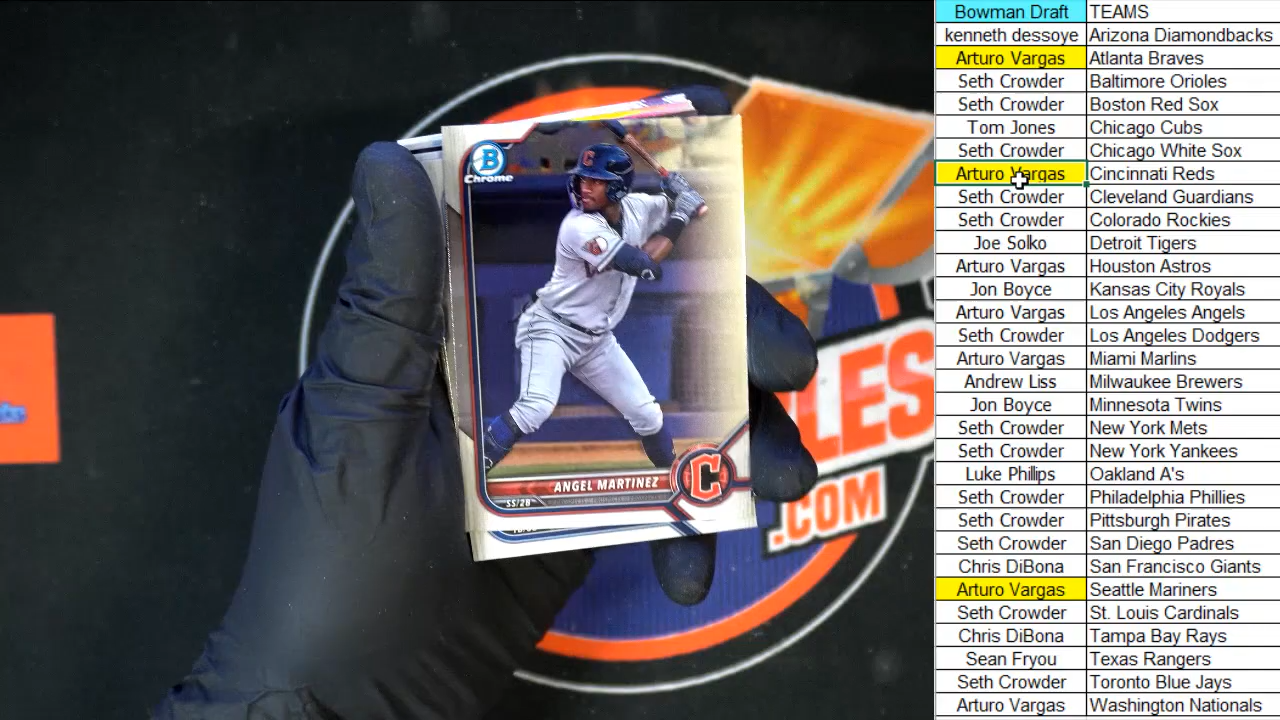 B
Chrome
C
ANGEL MARTINEZ
SS/2B
C
LES
.COM
Bowman Draft TEAMS
kenneth dessoye Arizona Diamondbacks
Arturo Vargas Atlanta Braves
Seth Crowder Baltimore Orioles
Seth Crowder Boston Red Sox
Tom Jones Chicago Cubs
Seth Crowder Chicago White Sox
Arturo Vargas Cincinnati Reds
Seth Crowder Cleveland Guardians
Seth Crowder Colorado Rockies
Joe Solko Detroit Tigers
Arturo Vargas Houston Astros
Jon Boyce Kansas City Royals
Arturo Vargas Los Angeles Angels
Seth Crowder Los Angeles Dodgers
Arturo Vargas Miami Marlins
Andrew Liss Milwaukee Brewers
Jon Boyce Minnesota Twins
Seth Crowder New York Mets
Seth Crowder New York Yankees
Luke Phillips Oakland A's
Seth Crowder Philadelphia Phillies
Seth Crowder Pittsburgh Pirates
Seth Crowder San Diego Padres
Chris DiBona San Francisco Giants
Arturo Vargas Seattle Mariners
Seth Crowder St. Louis Cardinals
Chris DiBona Tampa Bay Rays
Sean Fryou Texas Rangers
Seth Crowder Toronto Blue Jays
Arturo Vargas Washington Nationals